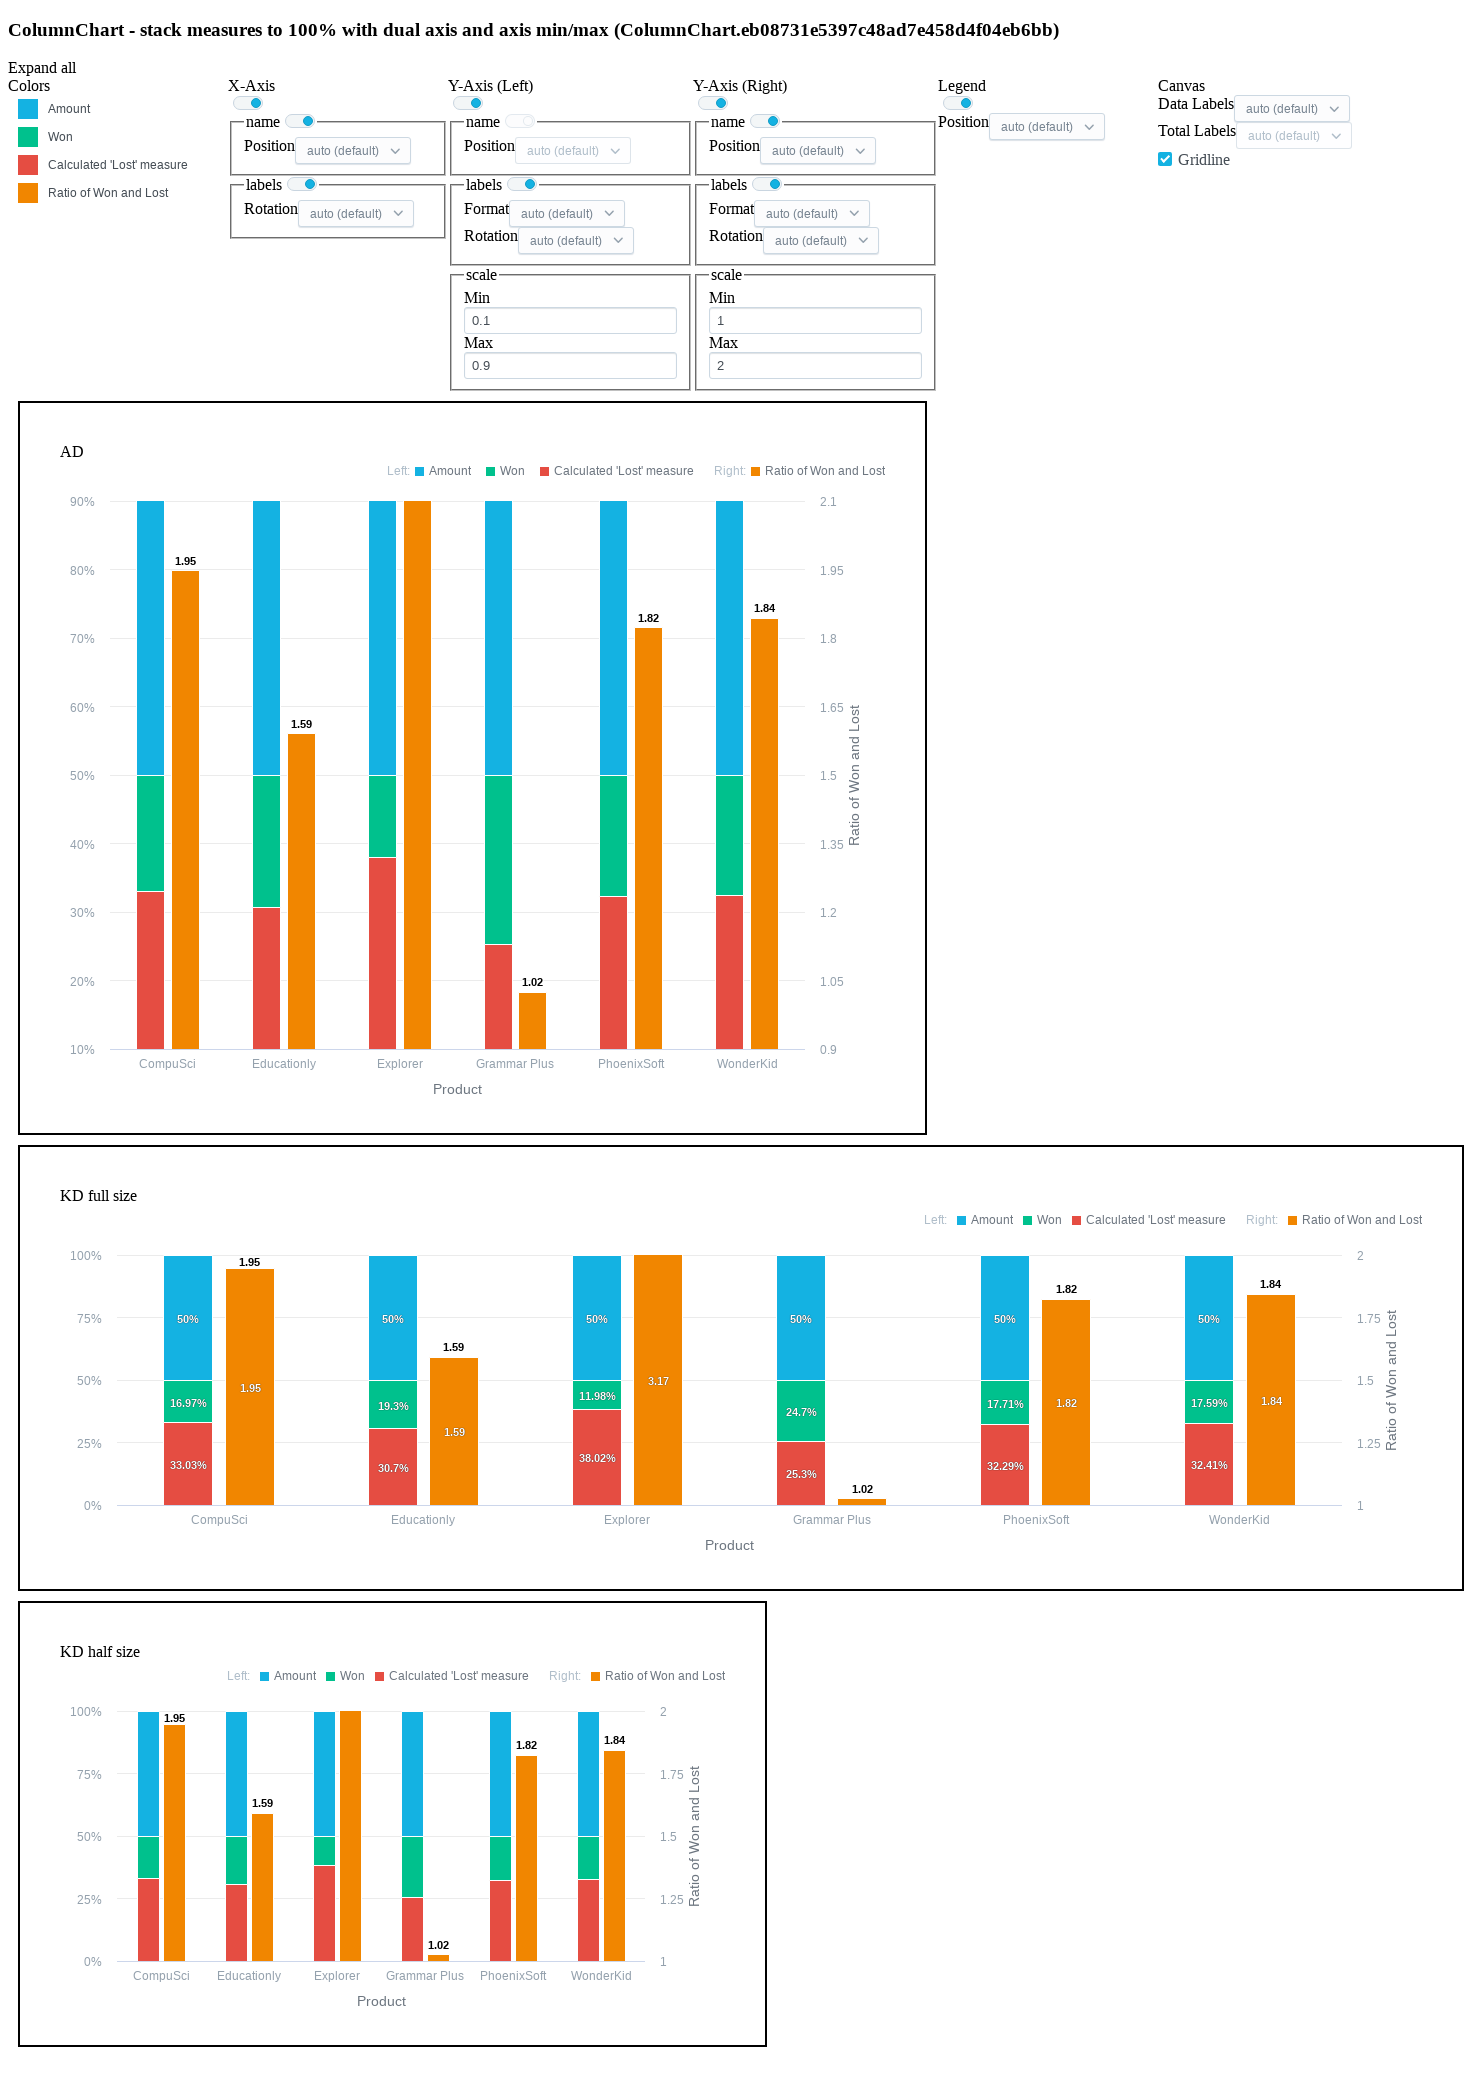 ColumnChart - stack measures to 100% with dual axis and axis min/max (ColumnChart.eb08731e5397c48ad7e458d4f04eb6bb)
Expand all
Colors
Amount
Won
Calculated 'Lost' measure
Ratio of Won and Lost
X-Axis
name
Position auto (default)
labels
Rotation auto (default)
Y-Axis (Left)
name
Position auto (default)
labels
Format auto (default)
Rotation auto (default)
scale
Min
0.1
Max
0.9
Y-Axis (Right)
name
Position auto (default)
labels
Format auto (default)
Rotation auto (default)
scale
Min
1
Max
2
Legend
Position auto (default)
Canvas
Data Labels auto (default)
Total Labels auto (default)
Gridline
AD
Left: Amount Won Calculated 'Lost' measure Right: Ratio of Won and Lost
90% 2.1
1.95
80% 1.95
1.84
1.82
70% 1.8
1.59
60% 1.65
50% 1.5
Ratio of Won and Lost
40% 1.35
30% 1.2
20% 1.02 1.05
10% 0.9
CompuSci Educationly Explorer Grammar Plus PhoenixSoft WonderKid
Product
KD full size
Left: Amount Won Calculated 'Lost' measure Right: Ratio of Won and Lost
100% 2
1.95
1.84
1.82
75% 50% 50% 50% 50% 50% 50% 1.75
1.59
50% 1.5
Ratio of Won and Lost
3.17
16.97% 1.95 19.3% 11.98% 24.7% 17.71% 1.82 17.59% 1.84
1.59
25% 1.25
33.03% 30.7% 38.02% 25.3% 32.29% 32.41%
1.02
0% 1
CompuSci Educationly Explorer Grammar Plus PhoenixSoft WonderKid
Product
KD half size
Left: Amount Won Calculated 'Lost' measure Right: Ratio of Won and Lost
100% 2
1.95
1.84
1.82
75% 1.75
1.59
50% 1.5
Ratio of Won and Lost
25% 1.25
1.02
0% 1
CompuSci Educationly Explorer Grammar Plus PhoenixSoft WonderKid
Product